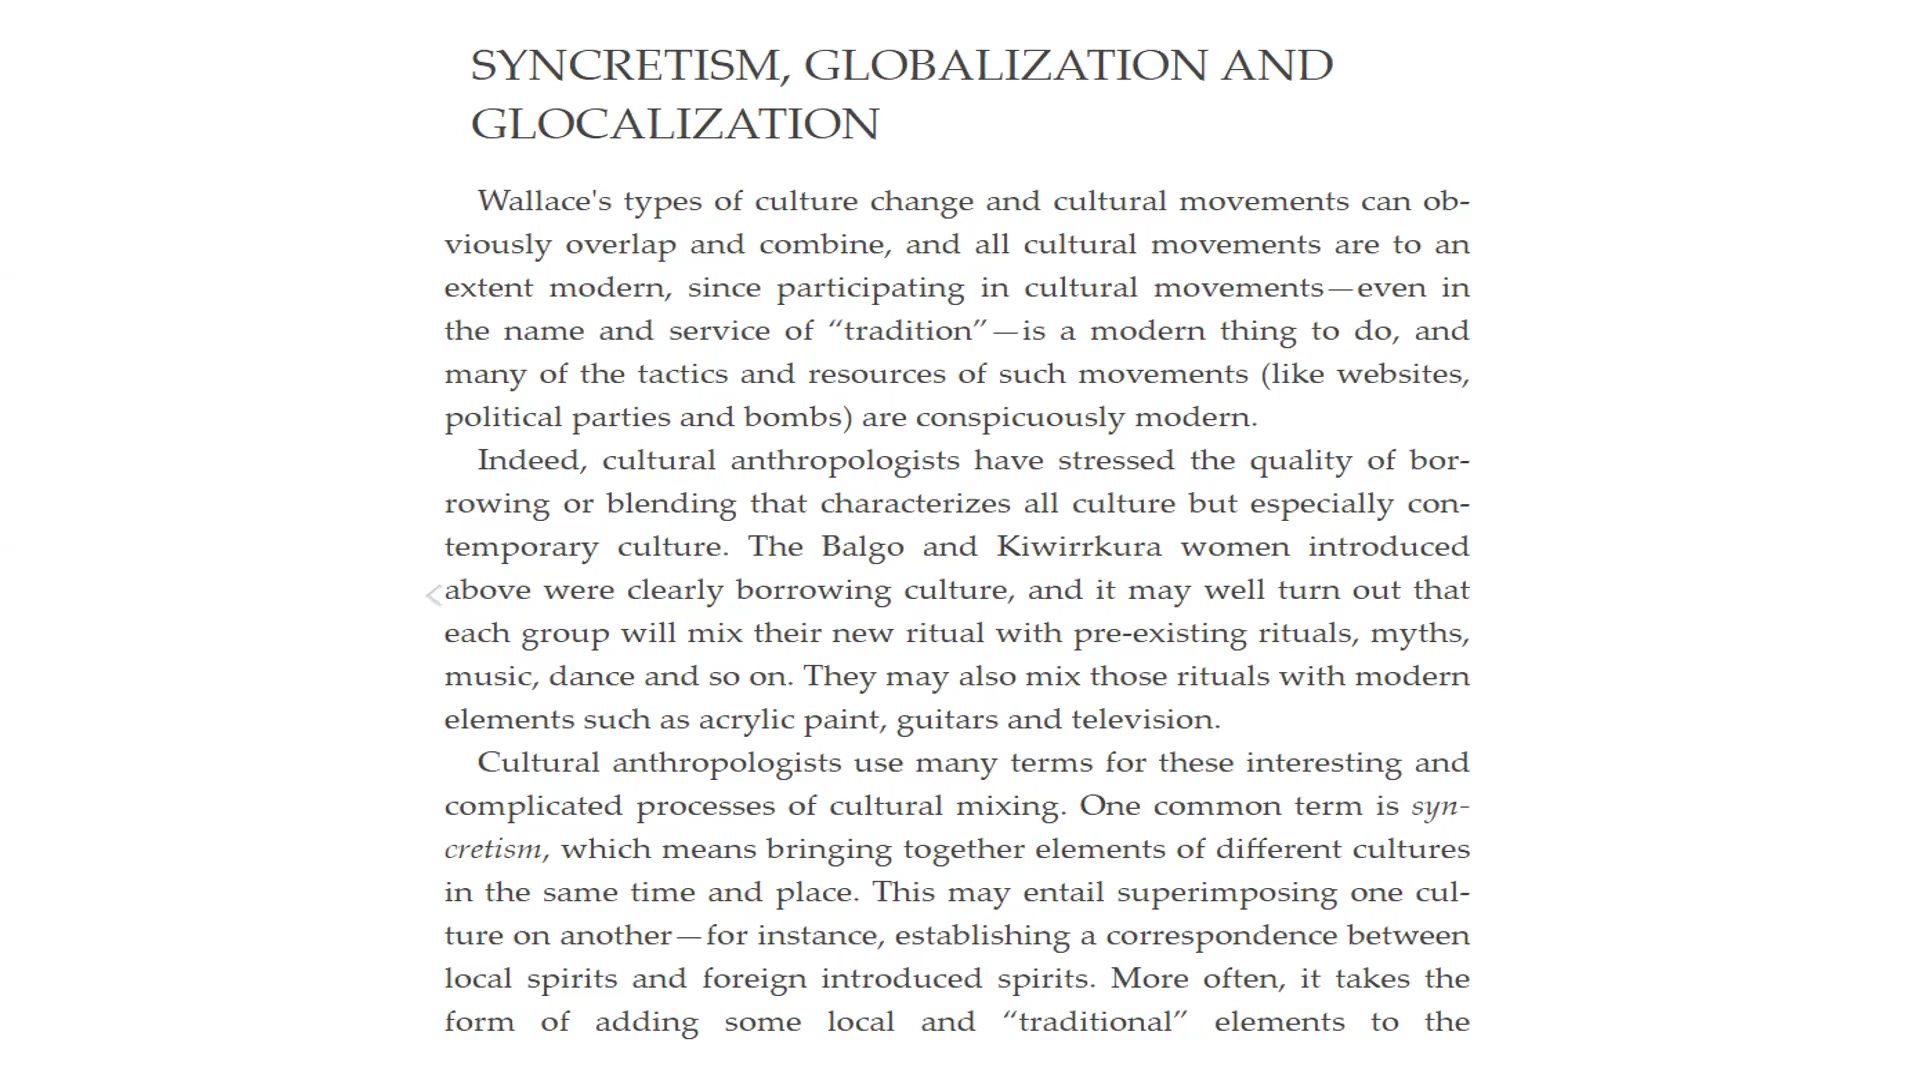 SYNCRETISM, GLOBALIZATION AND
GLOCALIZATION
Wallace's types of culture change and cultural movements can ob-
viously overlap and combine, and all cultural movements are to an
extent modern, since participating in cultural movements—even in
the name and service of “tradition”—is a modern thing to do, and
many of the tactics and resources of such movements (like websites,
political parties and bombs) are conspicuously modern.
Indeed, cultural anthropologists have stressed the quality of bor-
rowing or blending that characterizes all culture but especially con-
temporary culture. The Balgo and Kiwirrkura women introduced
above were clearly borrowing culture, and it may well turn out that
each group will mix their new ritual with pre-existing rituals, myths,
music, dance and so on. They may also mix those rituals with modern
elements such as acrylic paint, guitars and television.
Cultural anthropologists use many terms for these interesting and
complicated processes of cultural mixing. One common term is syn-
cretism, which means bringing together elements of different cultures
in the same time and place. This may entail superimposing one cul-
ture on another—for instance, establishing a correspondence between
local spirits and foreign introduced spirits. More often, it takes the
form of adding some local and “traditional” elements to the